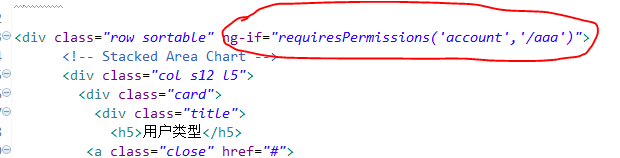 <div class="row sortable" ng-if="requiresPermissions('account','/aaa')">
<!-- Stacked Area Chart -->
<div class="col s12 l5">
<div class="card">
<div class="title">
<h5>用户类型</h5>
<a class="close" href="#">